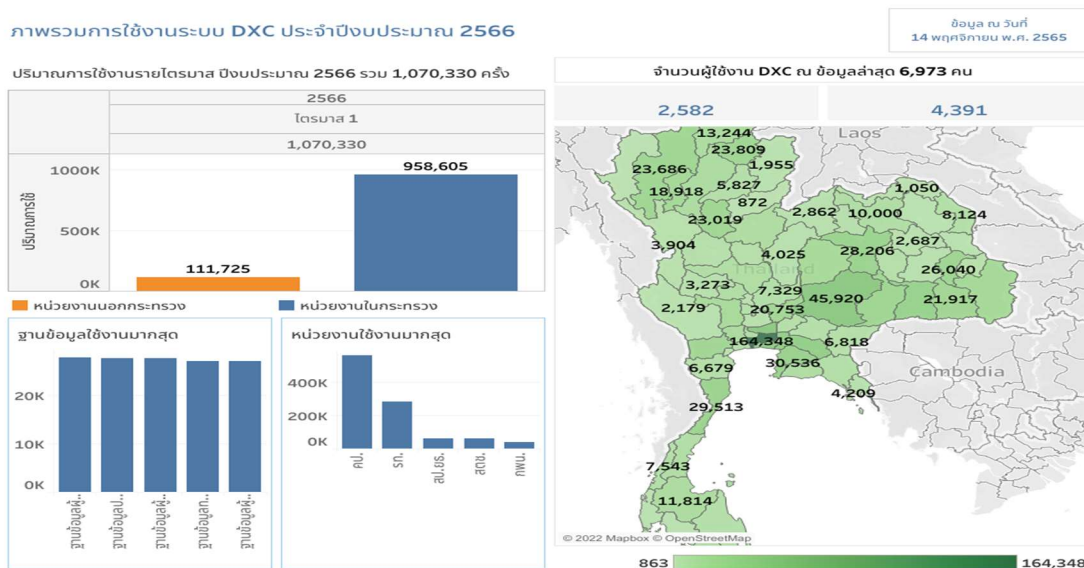 ภาพรวมการใช้งานระบบ DXC ประจำปีงบประมาณ 2566
ข้อมูล ณ วันที่
14 พฤศจิกายน พ.ศ. 2565
ปริมาณการใช้งานรายไตรมาส ปีงบประมาณ 2566 รวม 1,070,330 ครั้ง
2566
ไตรมาส 1
1,070,330
ปริมาณการใช้
1000K
500K
0K
111,725
958,605
หน่วยงานนอกกระทรวง
หน่วยงานในกระทรวง
ฐานข้อมูลใช้งานมากสุด
20K
10K
0K
หน่วยงานใช้งานมากสุด
400K
200K
0K
คป.
รท.
สป.ยธ.
สตช.
กพน.
จำนวนผู้ใช้งาน DXC ณ ข้อมูลล่าสุด 6,973 คน
2,582
4,391
13,244
Laos
23,809
23,686
1,955
18,918
5,827
1,050
872
2,862
10,000
8,124
23,019
3,904
2,687
4,025
28,206
Thailand
26,040
3,273
7,329
45,920
21,917
2,179
20,753
164,348
6,818
6,679
30,536
Cambodia
4,209
29,513
7,543
11,814
© 2022 Mapbox © OpenStreetMap
863
164,348